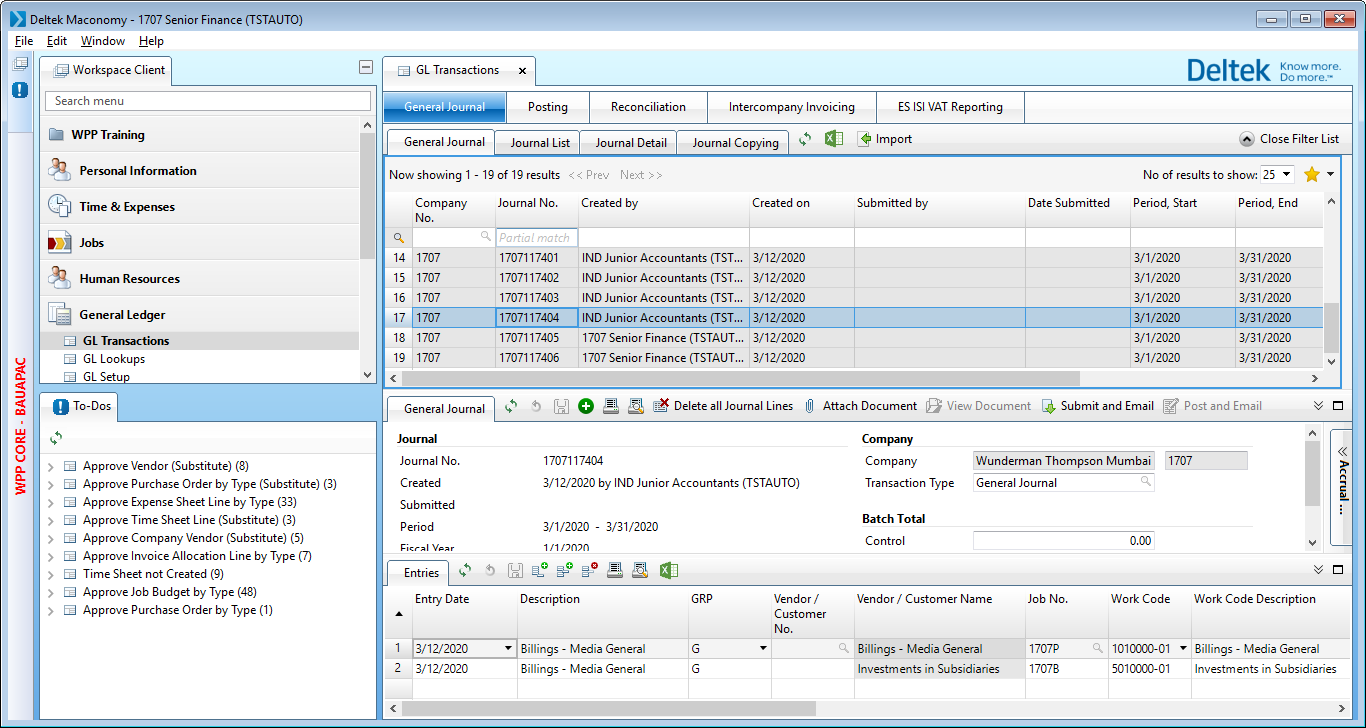 Deltek Maconomy - 1707 Senior Finance (TSTAUTO)
File Edit Window Help
WPP CORE - BAUAPAC
Workspace Client
Search menu
WPP Training
Personal Information
Time & Expenses
Jobs
Human Resources
General Ledger
GL Transactions
GL Lookups
GL Setup
To-Dos
Approve Vendor (Substitute) (8)
Approve Purchase Order by Type (Substitute) (3)
Approve Expense Sheet Line by Type (33)
Approve Time Sheet Line (Substitute) (3)
Approve Company Vendor (Substitute) (5)
Approve Invoice Allocation Line by Type (7)
Time Sheet not Created (9)
Approve Job Budget by Type (48)
Approve Purchase Order by Type (1)
GL Transactions
Deltek Know more.
Do more.™
General Journal Posting Reconciliation Intercompany Invoicing ES ISI VAT Reporting
General Journal Journal List Journal Detail Journal Copying Import Close Filter List
Now showing 1 - 19 of 19 results << Prev Next >> No of results to show: 25
Company Journal No. Created by Created on Submitted by Date Submitted Period, Start Period, End
No.
Partial match
14 1707 1707117401 IND Junior Accountants (TST... 3/12/2020 3/1/2020 3/31/2020
15 1707 1707117402 IND Junior Accountants (TST... 3/12/2020 3/1/2020 3/31/2020
16 1707 1707117403 IND Junior Accountants (TST... 3/12/2020 3/1/2020 3/31/2020
17 1707 1707117404 IND Junior Accountants (TST... 3/12/2020 3/1/2020 3/31/2020
18 1707 1707117405 1707 Senior Finance (TSTAUT... 3/12/2020 3/1/2020 3/31/2020
19 1707 1707117406 1707 Senior Finance (TSTAUT... 3/12/2020 3/1/2020 3/31/2020
General Journal Delete all Journal Lines Attach Document View Document Submit and Email Post and Email
Journal Company
Journal No. 1707117404 Company Wunderman Thompson Mumbai 1707
Created 3/12/2020 by IND Junior Accountants (TSTAUTO) Transaction Type General Journal
Submitted
Period 3/1/2020 - 3/31/2020 Batch Total
Fiscal Year 1/1/2020 Control 0.00
Accrual ...
Entries
Entry Date Description GRP Vendor / Vendor / Customer Name Job No. Work Code Work Code Description
Customer
No.
1 3/12/2020 Billings - Media General G Billings - Media General 1707P 1010000-01 Billings - Media General
2 3/12/2020 Billings - Media General G Investments in Subsidiaries 1707B 5010000-01 Investments in Subsidiaries